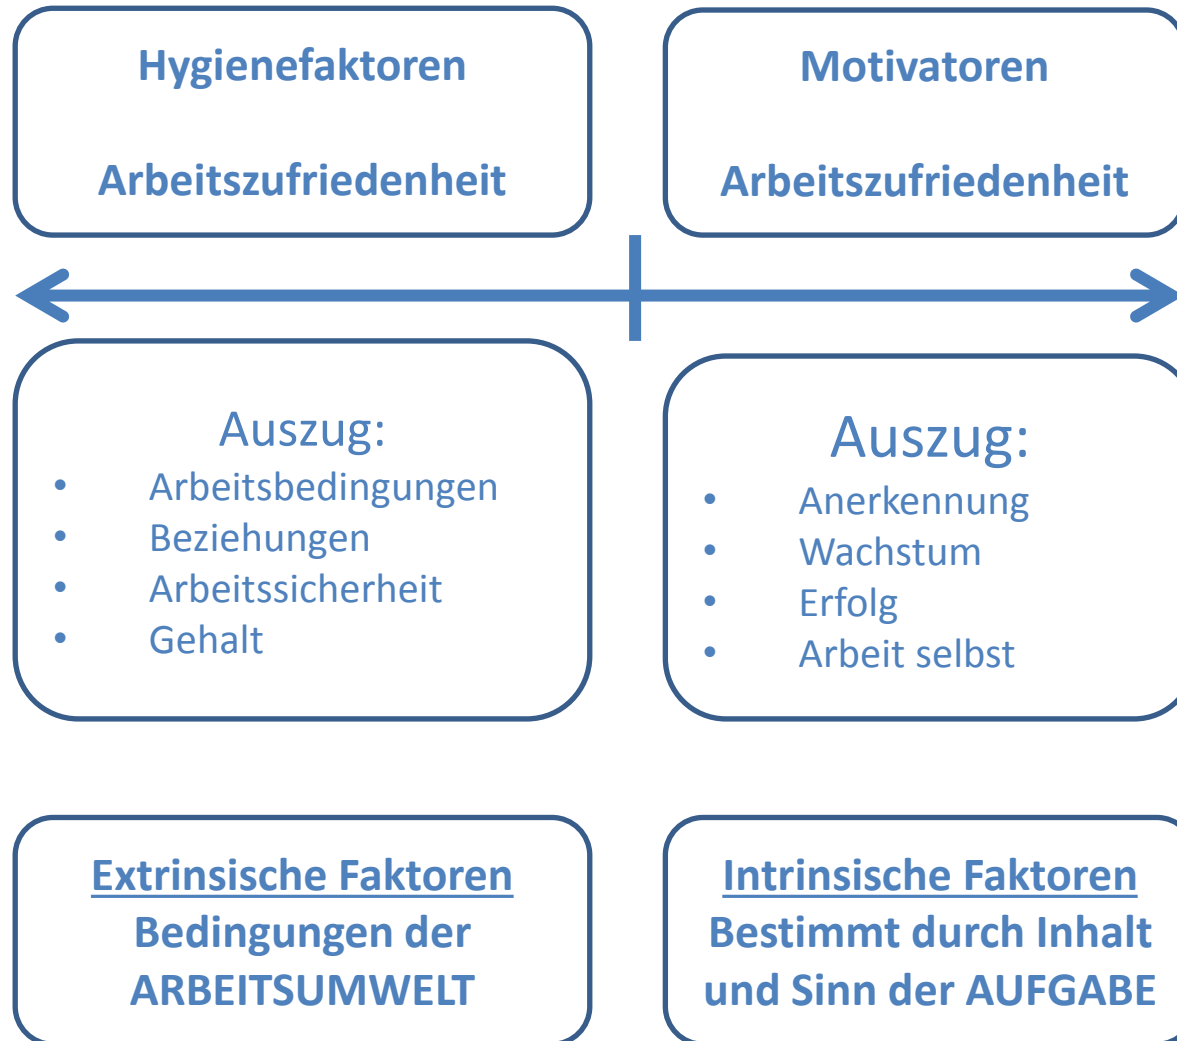 Hygienefaktoren
Arbeitszufriedenheit
Motivatoren
Arbeitszufriedenheit
Auszug:
• Arbeitsbedingungen
• Beziehungen
• Arbeitssicherheit
• Gehalt
Auszug:
• Anerkennung
• Wachstum
• Erfolg
• Arbeit selbst
Extrinsische Faktoren
Bedingungen der
ARBEITSUMWELT
Intrinsische Faktoren
Bestimmt durch Inhalt
und Sinn der AUFGABE